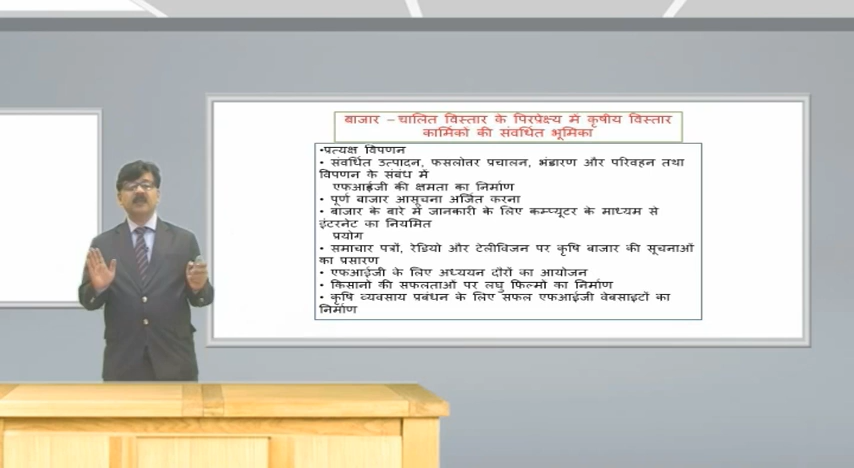 बाजार –चालित विस्तार के पिरप्रेक्ष्य में कृषीय विस्तार
कार्मिकों की संवर्धित भूमिका
•प्रत्यक्ष विपणन
• संवर्धित उत्पादन, फसलोतर प्रचालन, भंडारण और परिवहन तथा
विपणन के संबंध में
एफआईजी की क्षमता का निर्माण
• पूर्ण बाजार आसूचना अर्जित करना
• बाजार के बारे में जानकारी के लिए कम्प्यूटर के माध्यम से
इंटरनेट का नियमित
प्रयोग
• समाचार पत्रों, रेडियो और टेलीविजन पर कृषि बाजार की सूचनाओं
का प्रसारण
• एफआईजी के लिए अध्ययन दौरों का आयोजन
• किसानों की सफलताओं पर लघु फिल्मों का निर्माण
• कृषि व्यवसाय प्रबंधन के लिए सफल एफआईजी वेबसाइटों का
निर्माण